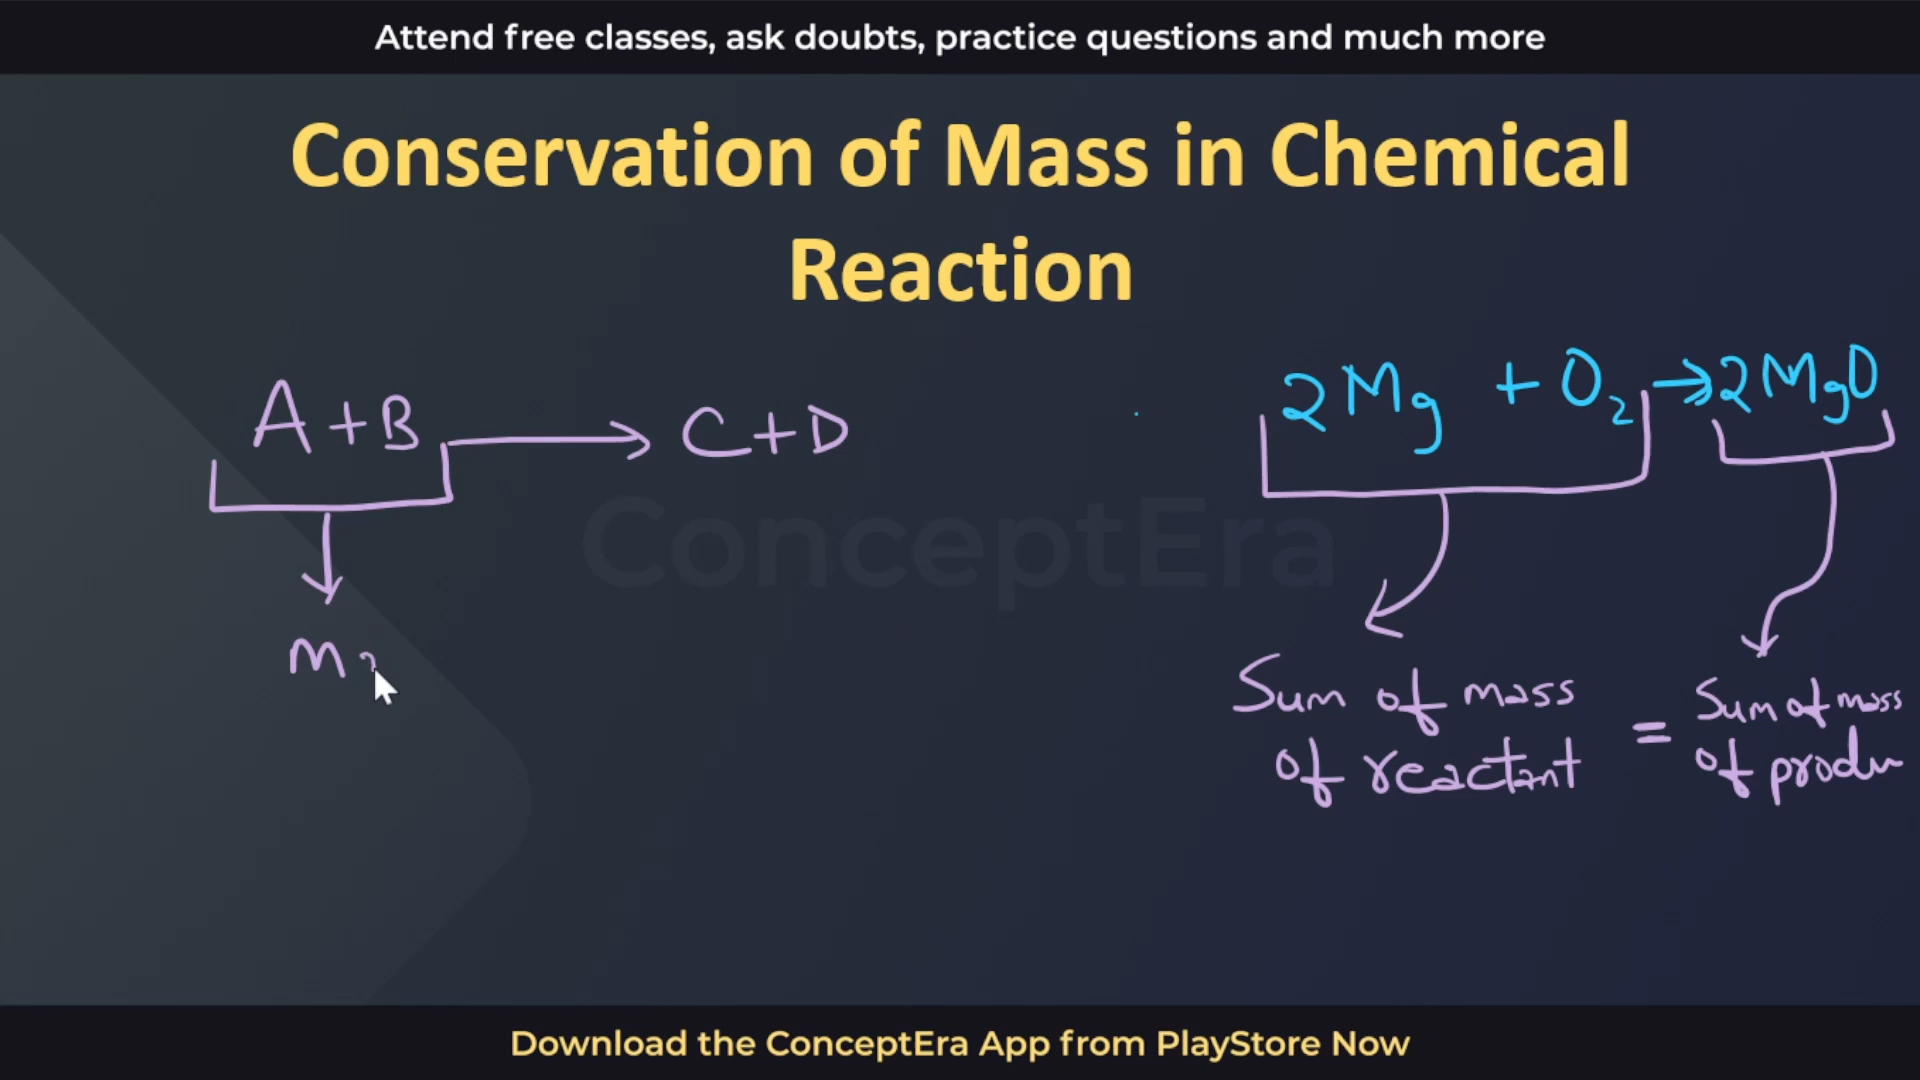 Attend free classes, ask doubts, practice questions and much more
Conservation of Mass in Chemical
Reaction
A+B → C+D
m
2Mg + O₂ → 2MgO
Sum of mass = Sum of mass
of reactant of produ
ConceptEra
Download the ConceptEra App from PlayStore Now